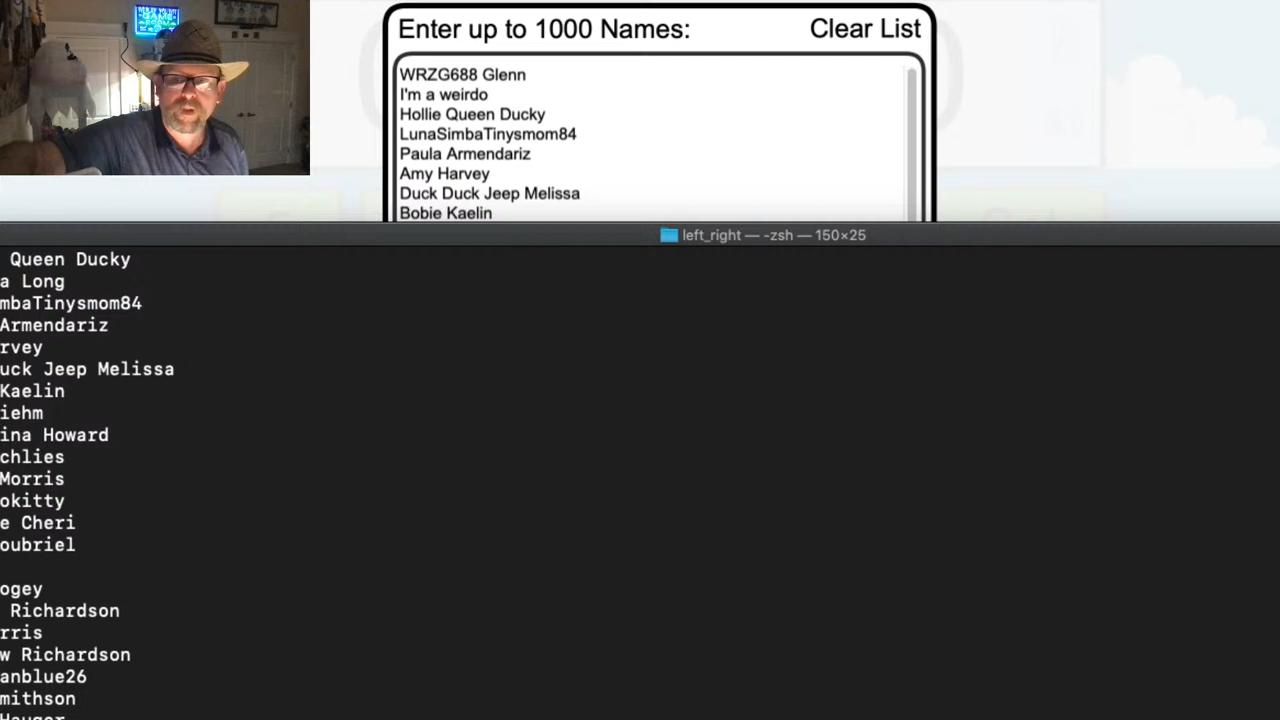 Enter up to 1000 Names:
Clear List
WRZG688 Glenn
I'm a weirdo
Hollie Queen Ducky
LunaSimbaTinysmom84
Paula Armendariz
Amy Harvey
Duck Duck Jeep Melissa
Bobie Kaelin
left_right — -zsh — 150×25
Queen Ducky
a Long
mbaTinysmom84
Armendariz
rvey
uck Jeep Melissa
Kaelin
iehm
ina Howard
chlies
Morris
okitty
e Cheri
oubriel
ogey
Richardson
rris
w Richardson
anblue26
mithson